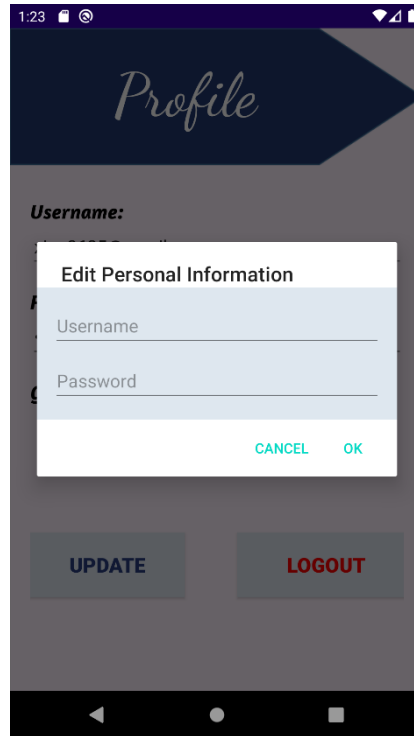 1:23
Profile
Username:
Edit Personal Information
Username
Password
CANCEL
OK
UPDATE
LOGOUT